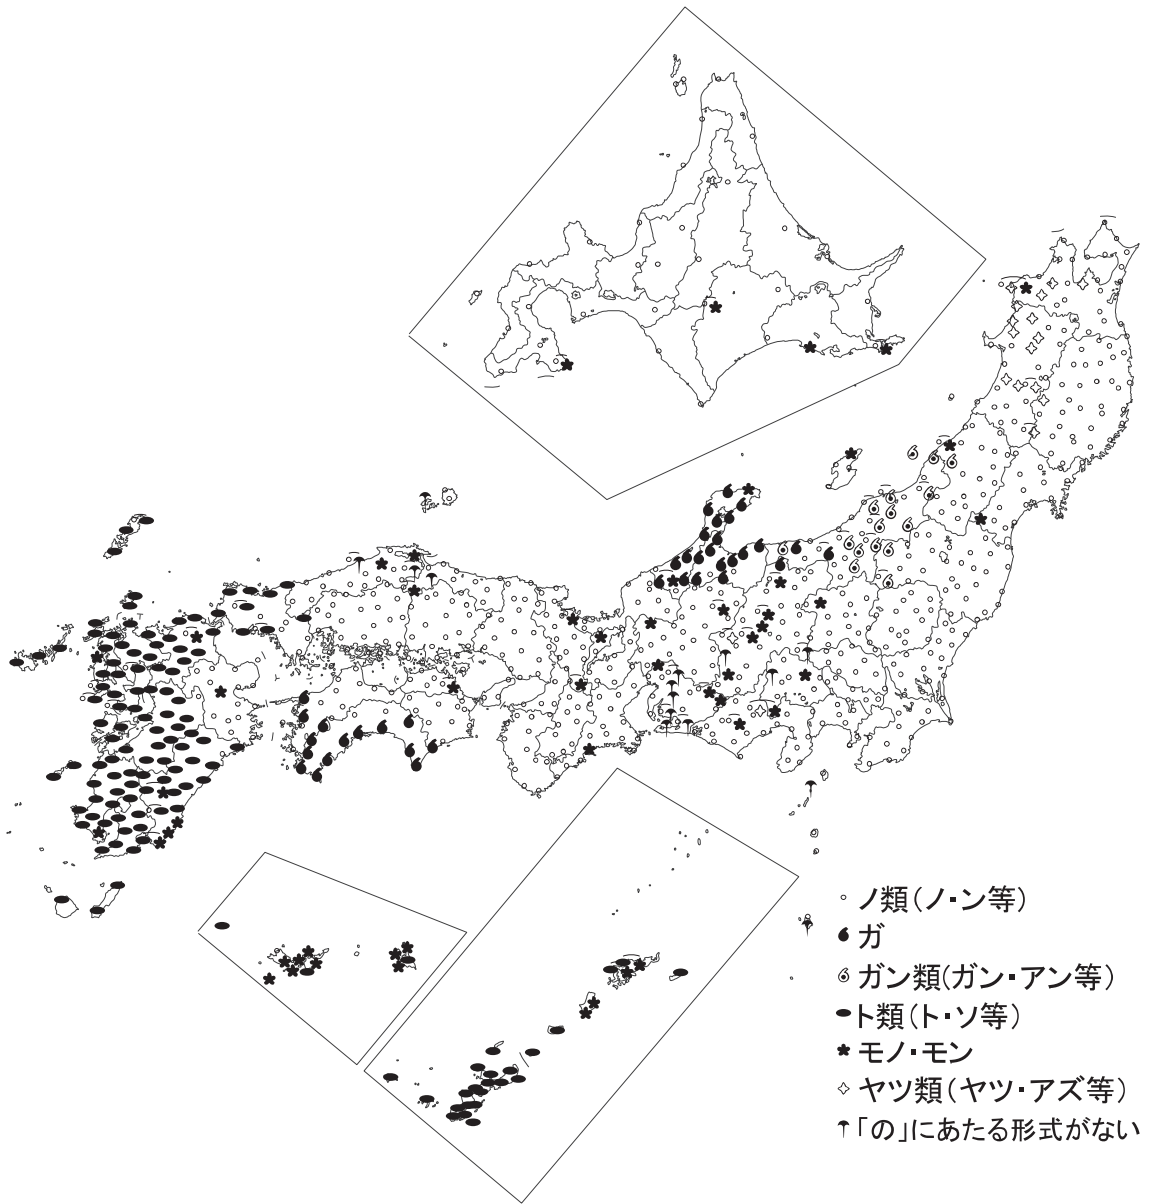 ノ類(ノ・ン等)
ガ
ガン類(ガン・アン等)
ト類(ト・ソ等)
モノ・モン
ヤツ類(ヤツ・アズ等)
「の」にあたる形式がない